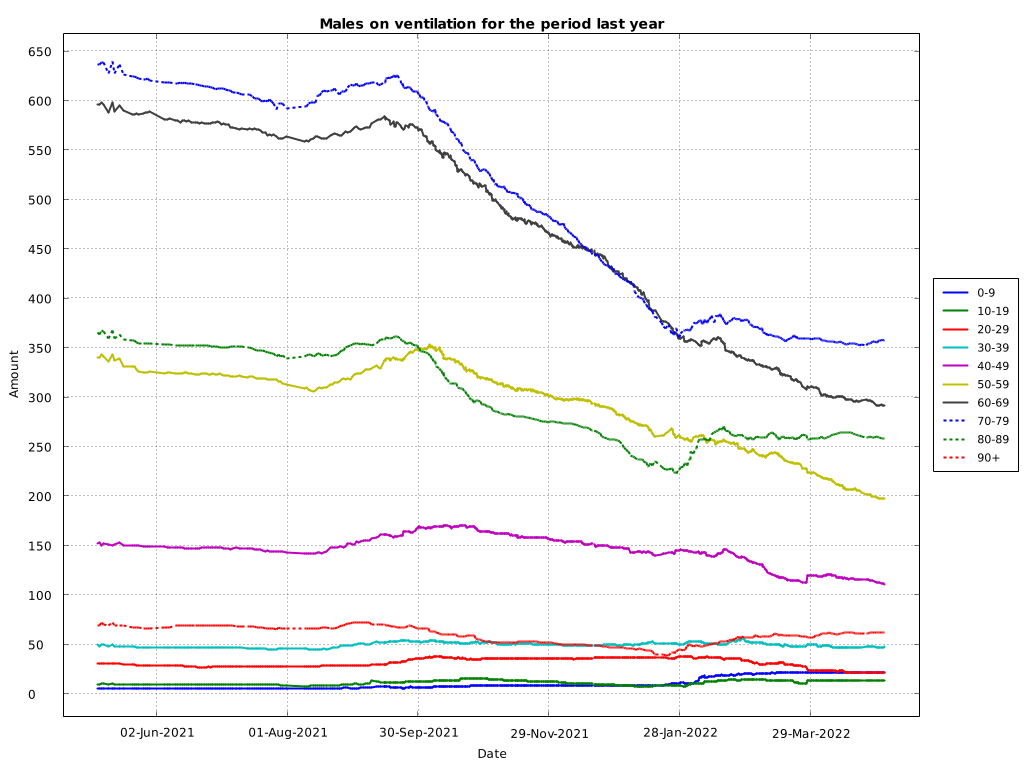 Males on ventilation for the period last year
Amount
650
600
550
500
450
400
350
300
250
200
150
100
50
0
02-Jun-2021
01-Aug-2021
30-Sep-2021
29-Nov-2021
28-Jan-2022
29-Mar-2022
Date
0-9
10-19
20-29
30-39
40-49
50-59
60-69
70-79
80-89
90+